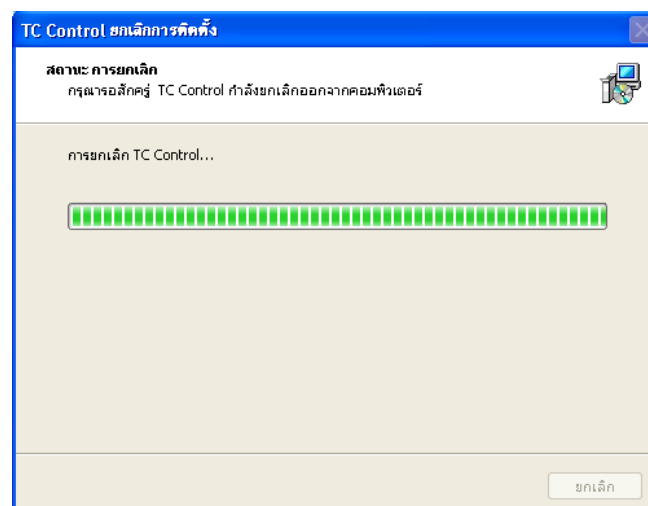 TC Control ยกเลิกการติดตั้ง
สถานะ การยกเลิก
กรุณารอสักครู่ TC Control กำลังยกเลิกออกจากคอมพิวเตอร์
การยกเลิก TC Control...
ยกเลิก